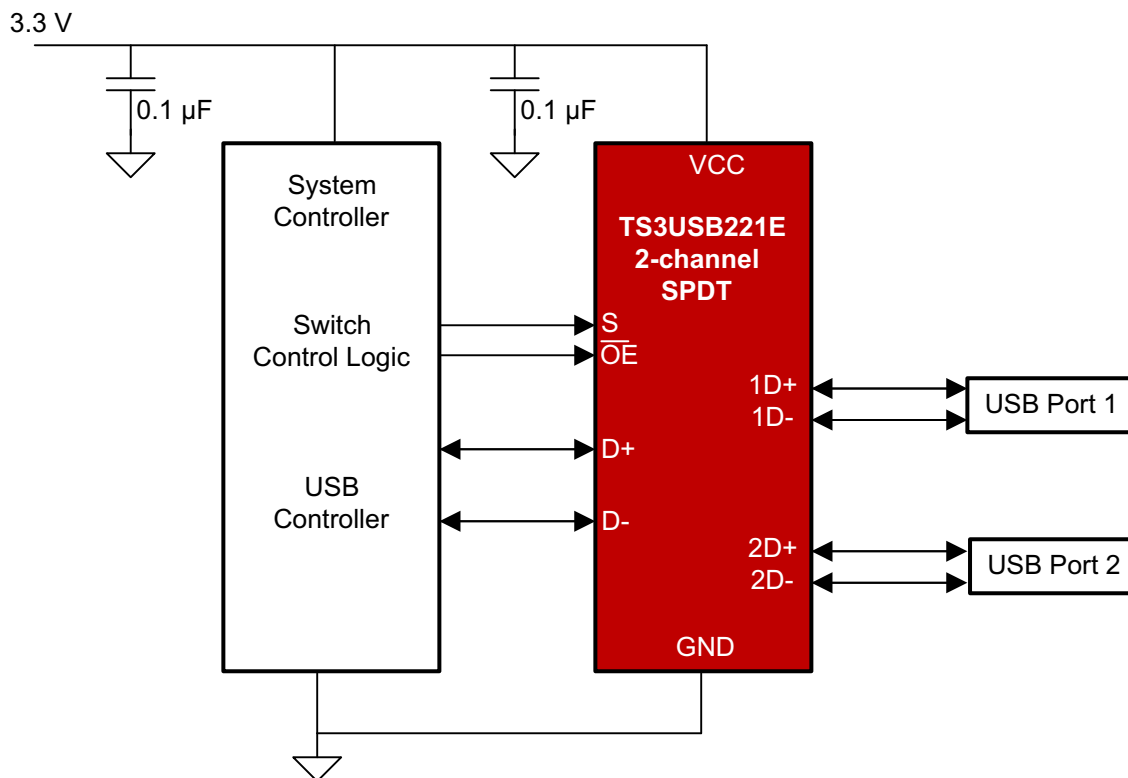 3.3 V
0.1 µF
0.1 µF
System
Controller
Switch
Control Logic
USB
Controller
VCC
TS3USB221E
2-channel
SPDT
S
OE
D+
D-
1D+
1D-
2D+
2D-
GND
USB Port 1
USB Port 2